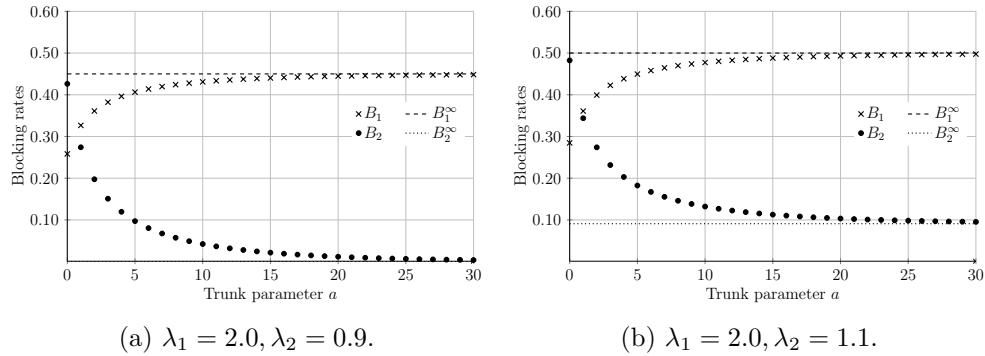 0.60
0.50
0.40
0.30
0.20
0.10
0
5
10
15
20
25
30
Blocking rates
Trunk parameter a
B₁
B₂
B₁^∞
B₂^∞
(a) λ₁ = 2.0, λ₂ = 0.9.
0.60
0.50
0.40
0.30
0.20
0.10
0
5
10
15
20
25
30
Blocking rates
Trunk parameter a
B₁
B₂
B₁^∞
B₂^∞
(b) λ₁ = 2.0, λ₂ = 1.1.